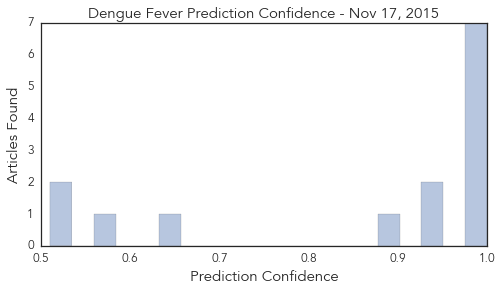 Dengue Fever Prediction Confidence - Nov 17, 2015
7
6
5
4
3
2
1
0
Articles Found
0.5 0.6 0.7 0.8 0.9 1.0
Prediction Confidence